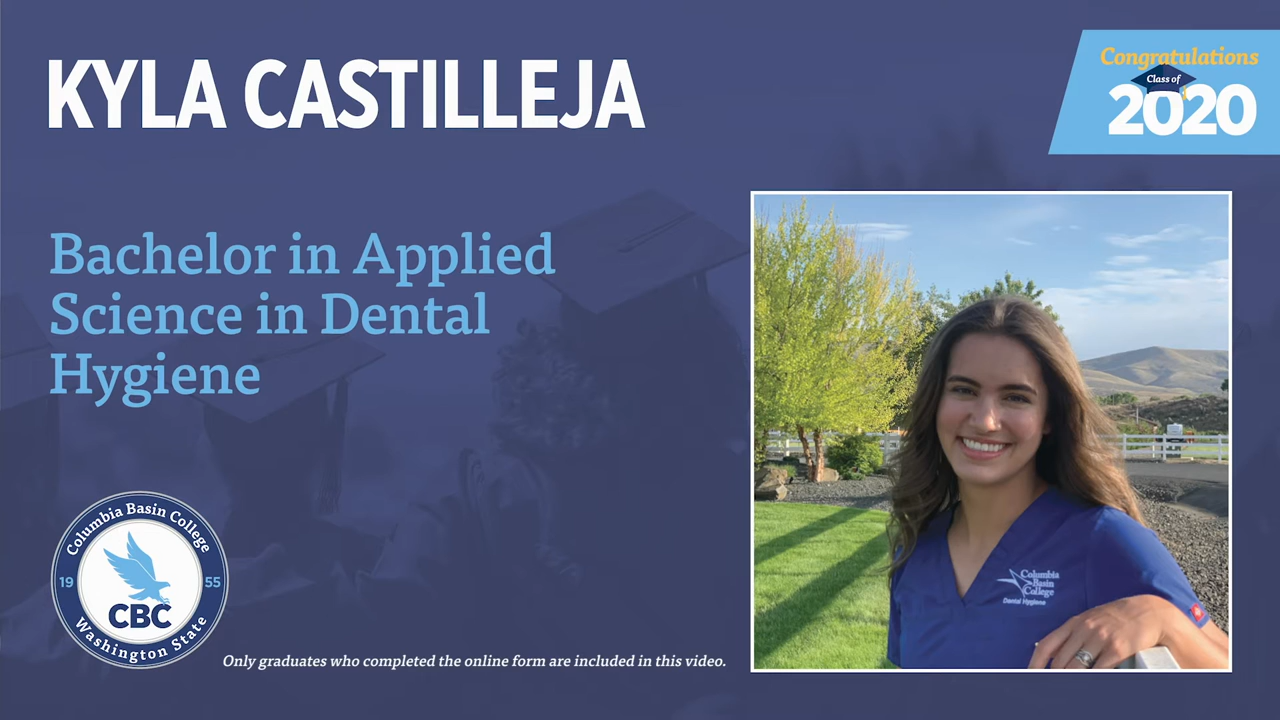 KYLA CASTILLEJA
Congratulations
Class of
2020
Bachelor in Applied
Science in Dental
Hygiene
Columbia Basin College
19 55
CBC
Washington State
Columbia
Basin
College
Dental Hygiene
Only graduates who completed the online form are included in this video.